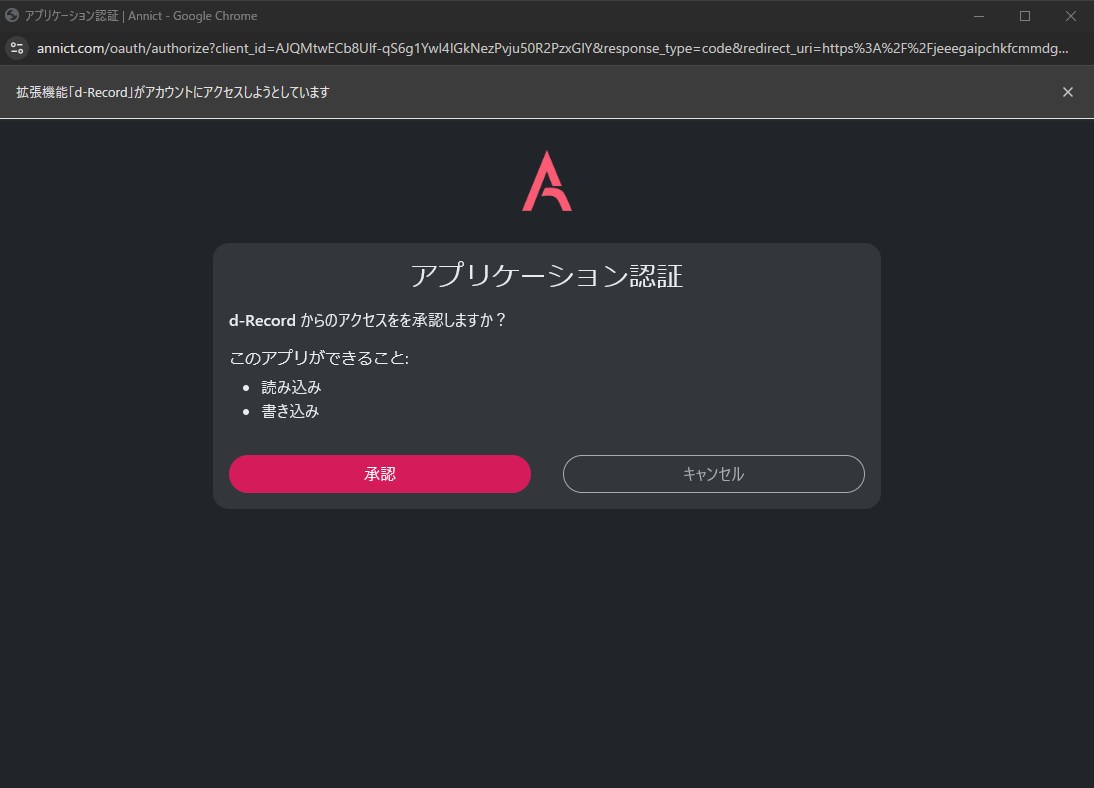 アプリケーション認証 | Annict - Google Chrome
annict.com/oauth/authorize?client_id=AJQMtwECb8UIf-qS6g1Ywl4IGkNezPvju50R2PzxGIY&response_type=code&redirect_uri=https%3A%2F%2Fjeeegaipchkfcmmdg...
拡張機能「d-Record」がアカウントにアクセスしようとしています
アプリケーション認証
d-Record からのアクセスをを承認しますか？
このアプリができること:
• 読み込み
• 書き込み
承認
キャンセル